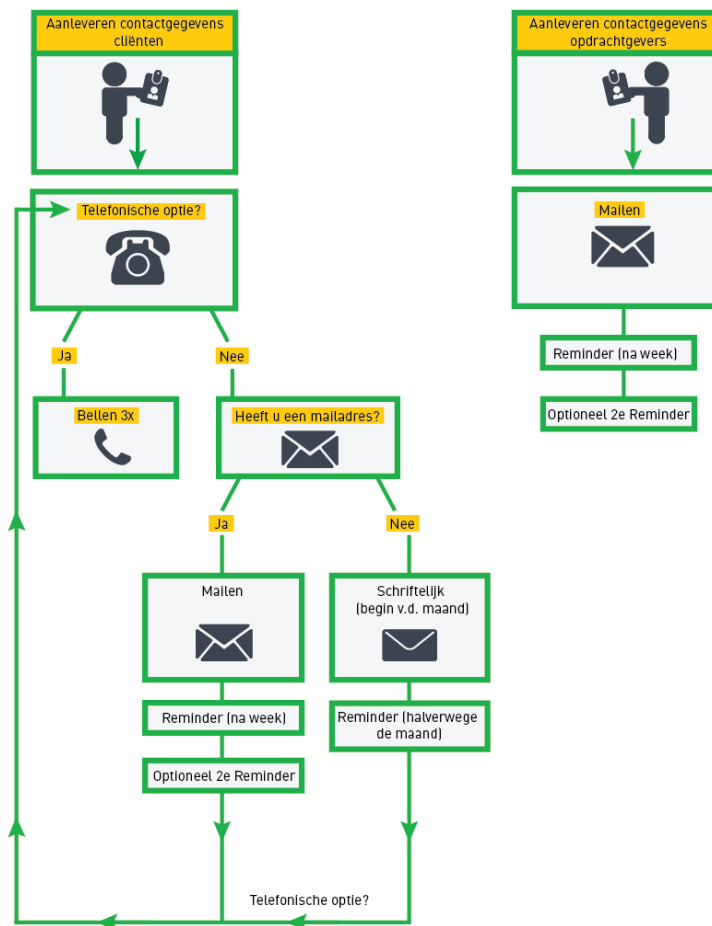 Aanleveren contactgegevens
cliënten
Aanleveren contactgegevens
opdrachtgevers
Telefonische optie?
Mailen
Ja
Nee
Reminder (na week)
Bellen 3x
Heeft u een mailadres?
Optioneel 2e Reminder
Ja
Nee
Mailen
Schriftelijk
(begin v.d. maand)
Reminder (na week)
Reminder (halverwege
de maand)
Optioneel 2e Reminder
Telefonische optie?